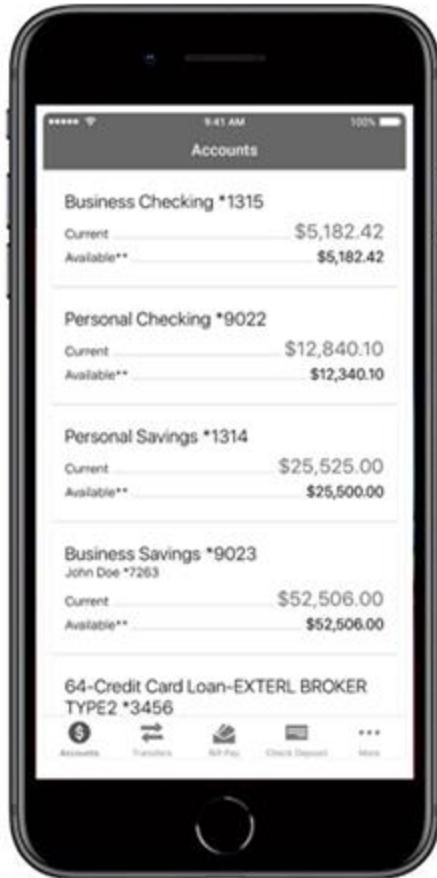 9:41 AM 100%
Accounts
Business Checking *1315
Current $5,182.42
Available** $5,182.42
Personal Checking *9022
Current $12,840.10
Available** $12,340.10
Personal Savings *1314
Current $25,525.00
Available** $25,500.00
Business Savings *9023
John Doe *7263
Current $52,506.00
Available** $52,506.00
64-Credit Card Loan-EXTERL BROKER
TYPE2 *3456
Accounts Transfers Bill Pay Check Deposit More